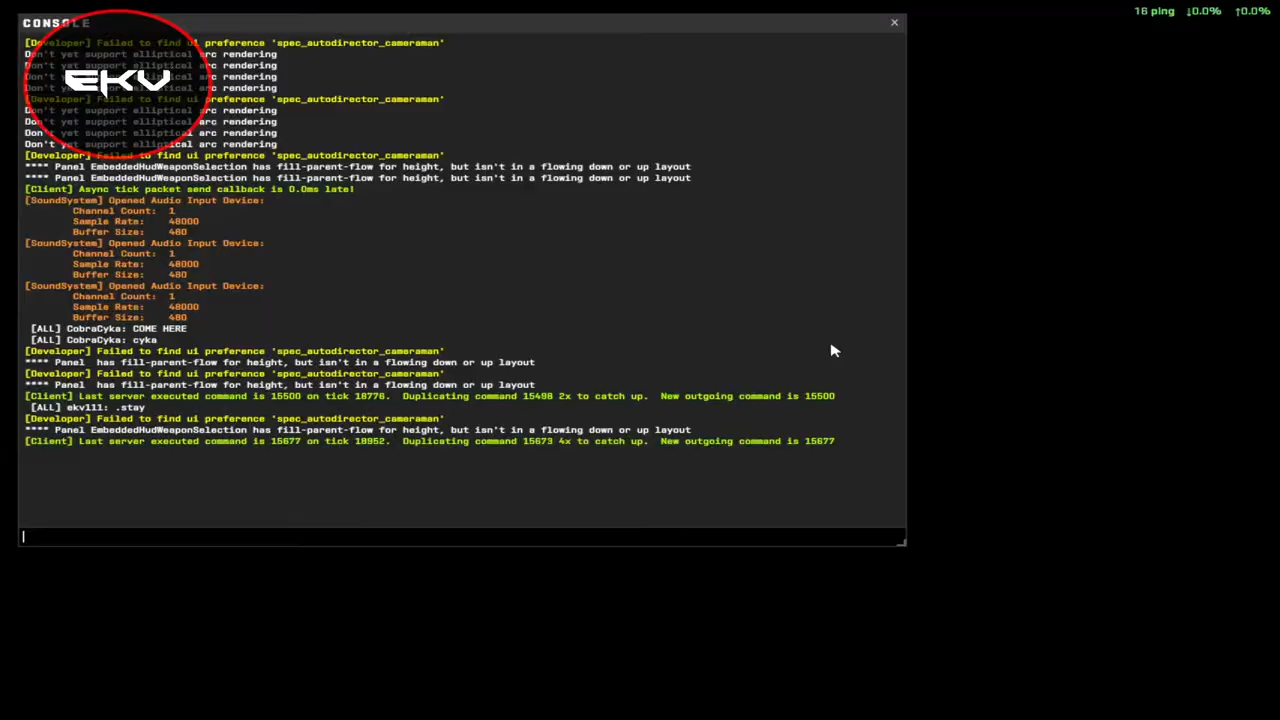 CONSOLE
16 ping ↓0.0% ↑0.0%
[Developer] Failed to find ui preference 'spec_autodirector_cameraman'
Don't yet support elliptical arc rendering
Don't yet support elliptical arc rendering
Don't yet support elliptical arc rendering
Don't yet support elliptical arc rendering
EKV
[Developer] Failed to find ui preference 'spec_autodirector_cameraman'
Don't yet support elliptical arc rendering
Don't yet support elliptical arc rendering
Don't yet support elliptical arc rendering
Don't yet support elliptical arc rendering
[Developer] Failed to find ui preference 'spec_autodirector_cameraman'
**** Panel EmbeddedHudWeaponSelection has fill-parent-flow for height, but isn't in a flowing down or up layout
**** Panel EmbeddedHudWeaponSelection has fill-parent-flow for height, but isn't in a flowing down or up layout
[Client] Async tick packet send callback is 0.0ms late!
[SoundSystem] Opened Audio Input Device:
Channel Count: 1
Sample Rate: 48000
Buffer Size: 480
[SoundSystem] Opened Audio Input Device:
Channel Count: 1
Sample Rate: 48000
Buffer Size: 480
[SoundSystem] Opened Audio Input Device:
Channel Count: 1
Sample Rate: 48000
Buffer Size: 480
[ALL] CobraCyka: COME HERE
[ALL] CobraCyka: cyka
[Developer] Failed to find ui preference 'spec_autodirector_cameraman'
**** Panel has fill-parent-flow for height, but isn't in a flowing down or up layout
[Developer] Failed to find ui preference 'spec_autodirector_cameraman'
**** Panel has fill-parent-flow for height, but isn't in a flowing down or up layout
[Client] Last server executed command is 15500 on tick 18776. Duplicating command 15498 2x to catch up. New outgoing command is 15500
[ALL] ekv111: .stay
[Developer] Failed to find ui preference 'spec_autodirector_cameraman'
**** Panel EmbeddedHudWeaponSelection has fill-parent-flow for height, but isn't in a flowing down or up layout
[Client] Last server executed command is 15677 on tick 18952. Duplicating command 15673 4x to catch up. New outgoing command is 15677